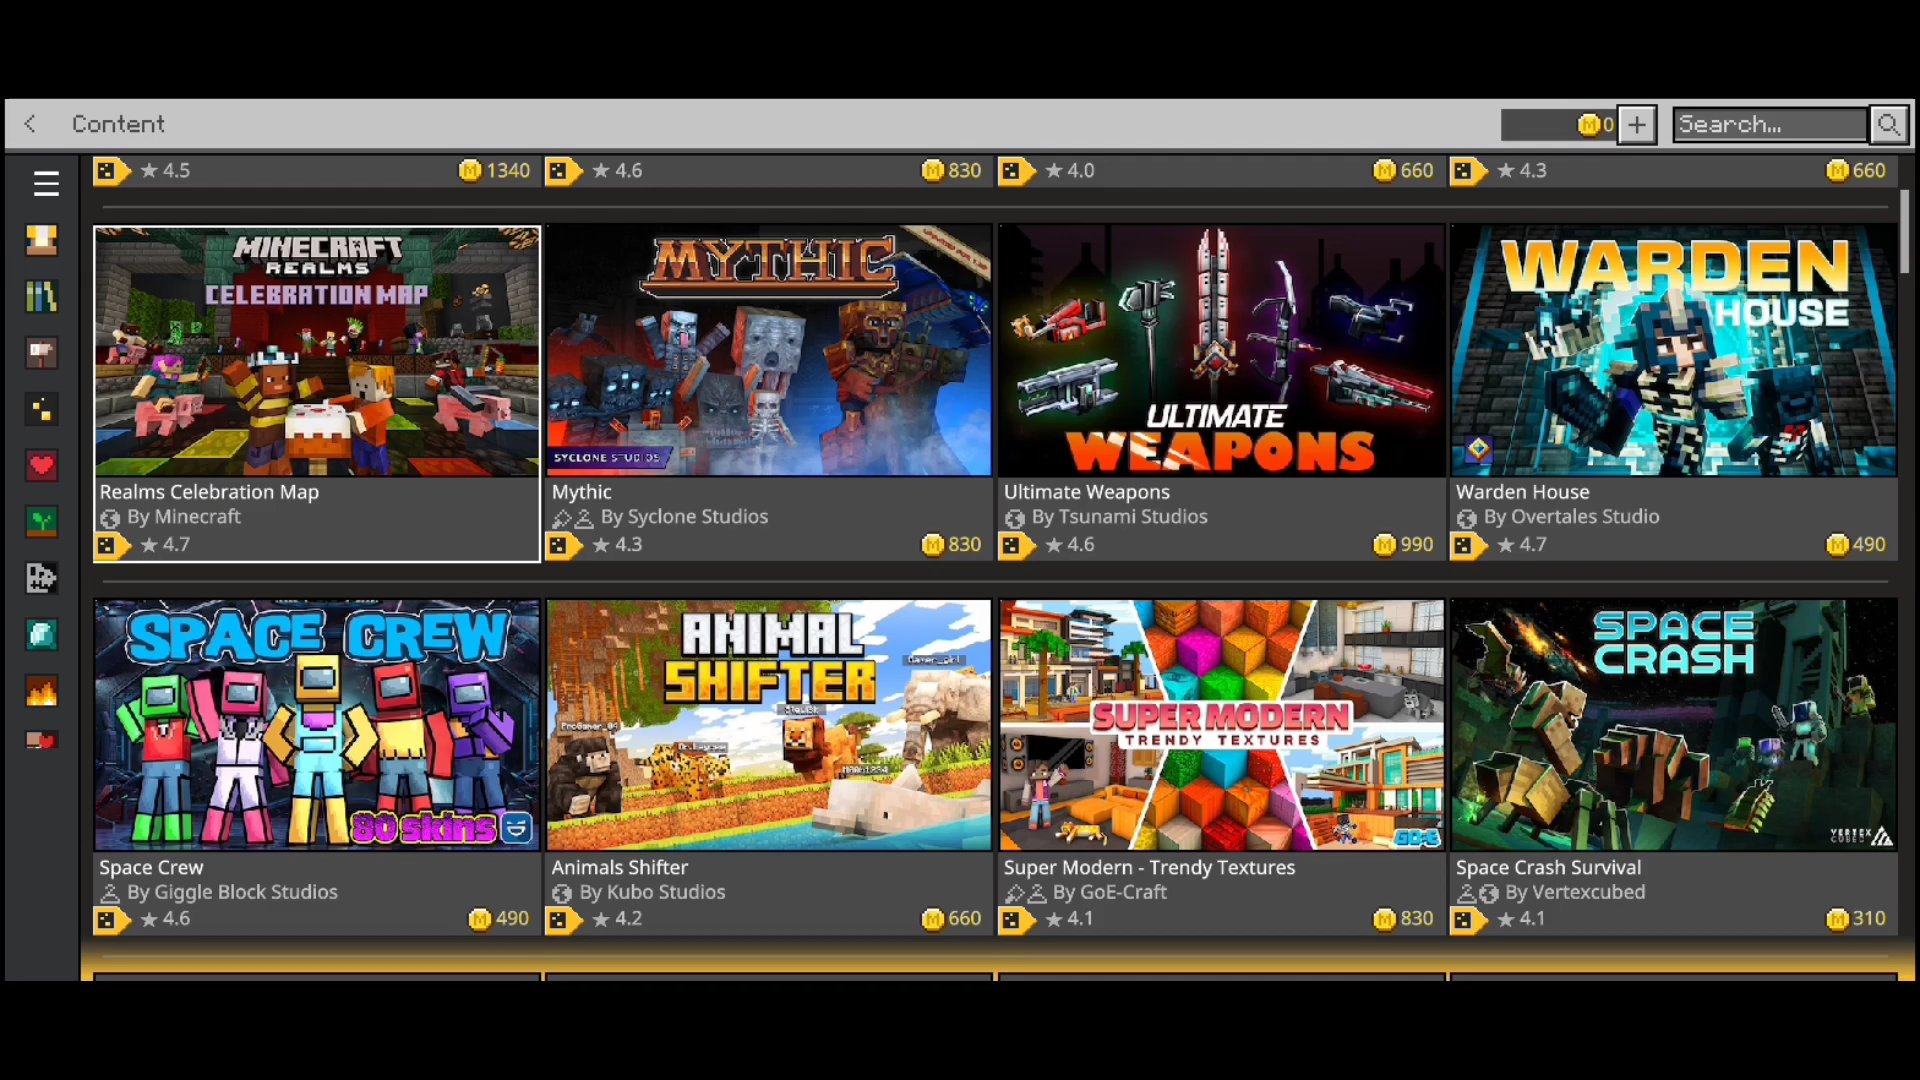 Content
0
+
Search...
4.5
1340
4.6
830
4.0
660
4.3
660
MINECRAFT
REALMS
CELEBRATION MAP
Realms Celebration Map
By Minecraft
4.7
MYTHIC
SYCLONE STUDIOS
Mythic
By Syclone Studios
4.3
830
ULTIMATE
WEAPONS
Ultimate Weapons
By Tsunami Studios
4.6
990
WARDEN
HOUSE
Warden House
By Overtales Studio
4.7
490
SPACE CREW
80 skins
Space Crew
By Giggle Block Studios
4.6
490
ANIMAL
SHIFTER
Animals Shifter
By Kubo Studios
4.2
660
SUPER MODERN
TRENDY TEXTURES
GO-E
Super Modern - Trendy Textures
By GoE-Craft
4.1
830
SPACE
CRASH
VERTEX
CUBED
Space Crash Survival
By Vertexcubed
4.1
310